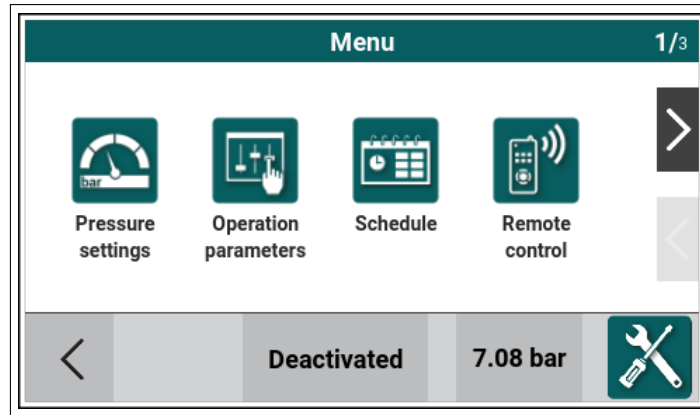 Menu 1/3
bar
Pressure settings
Operation parameters
Schedule
Remote control
Deactivated 7.08 bar